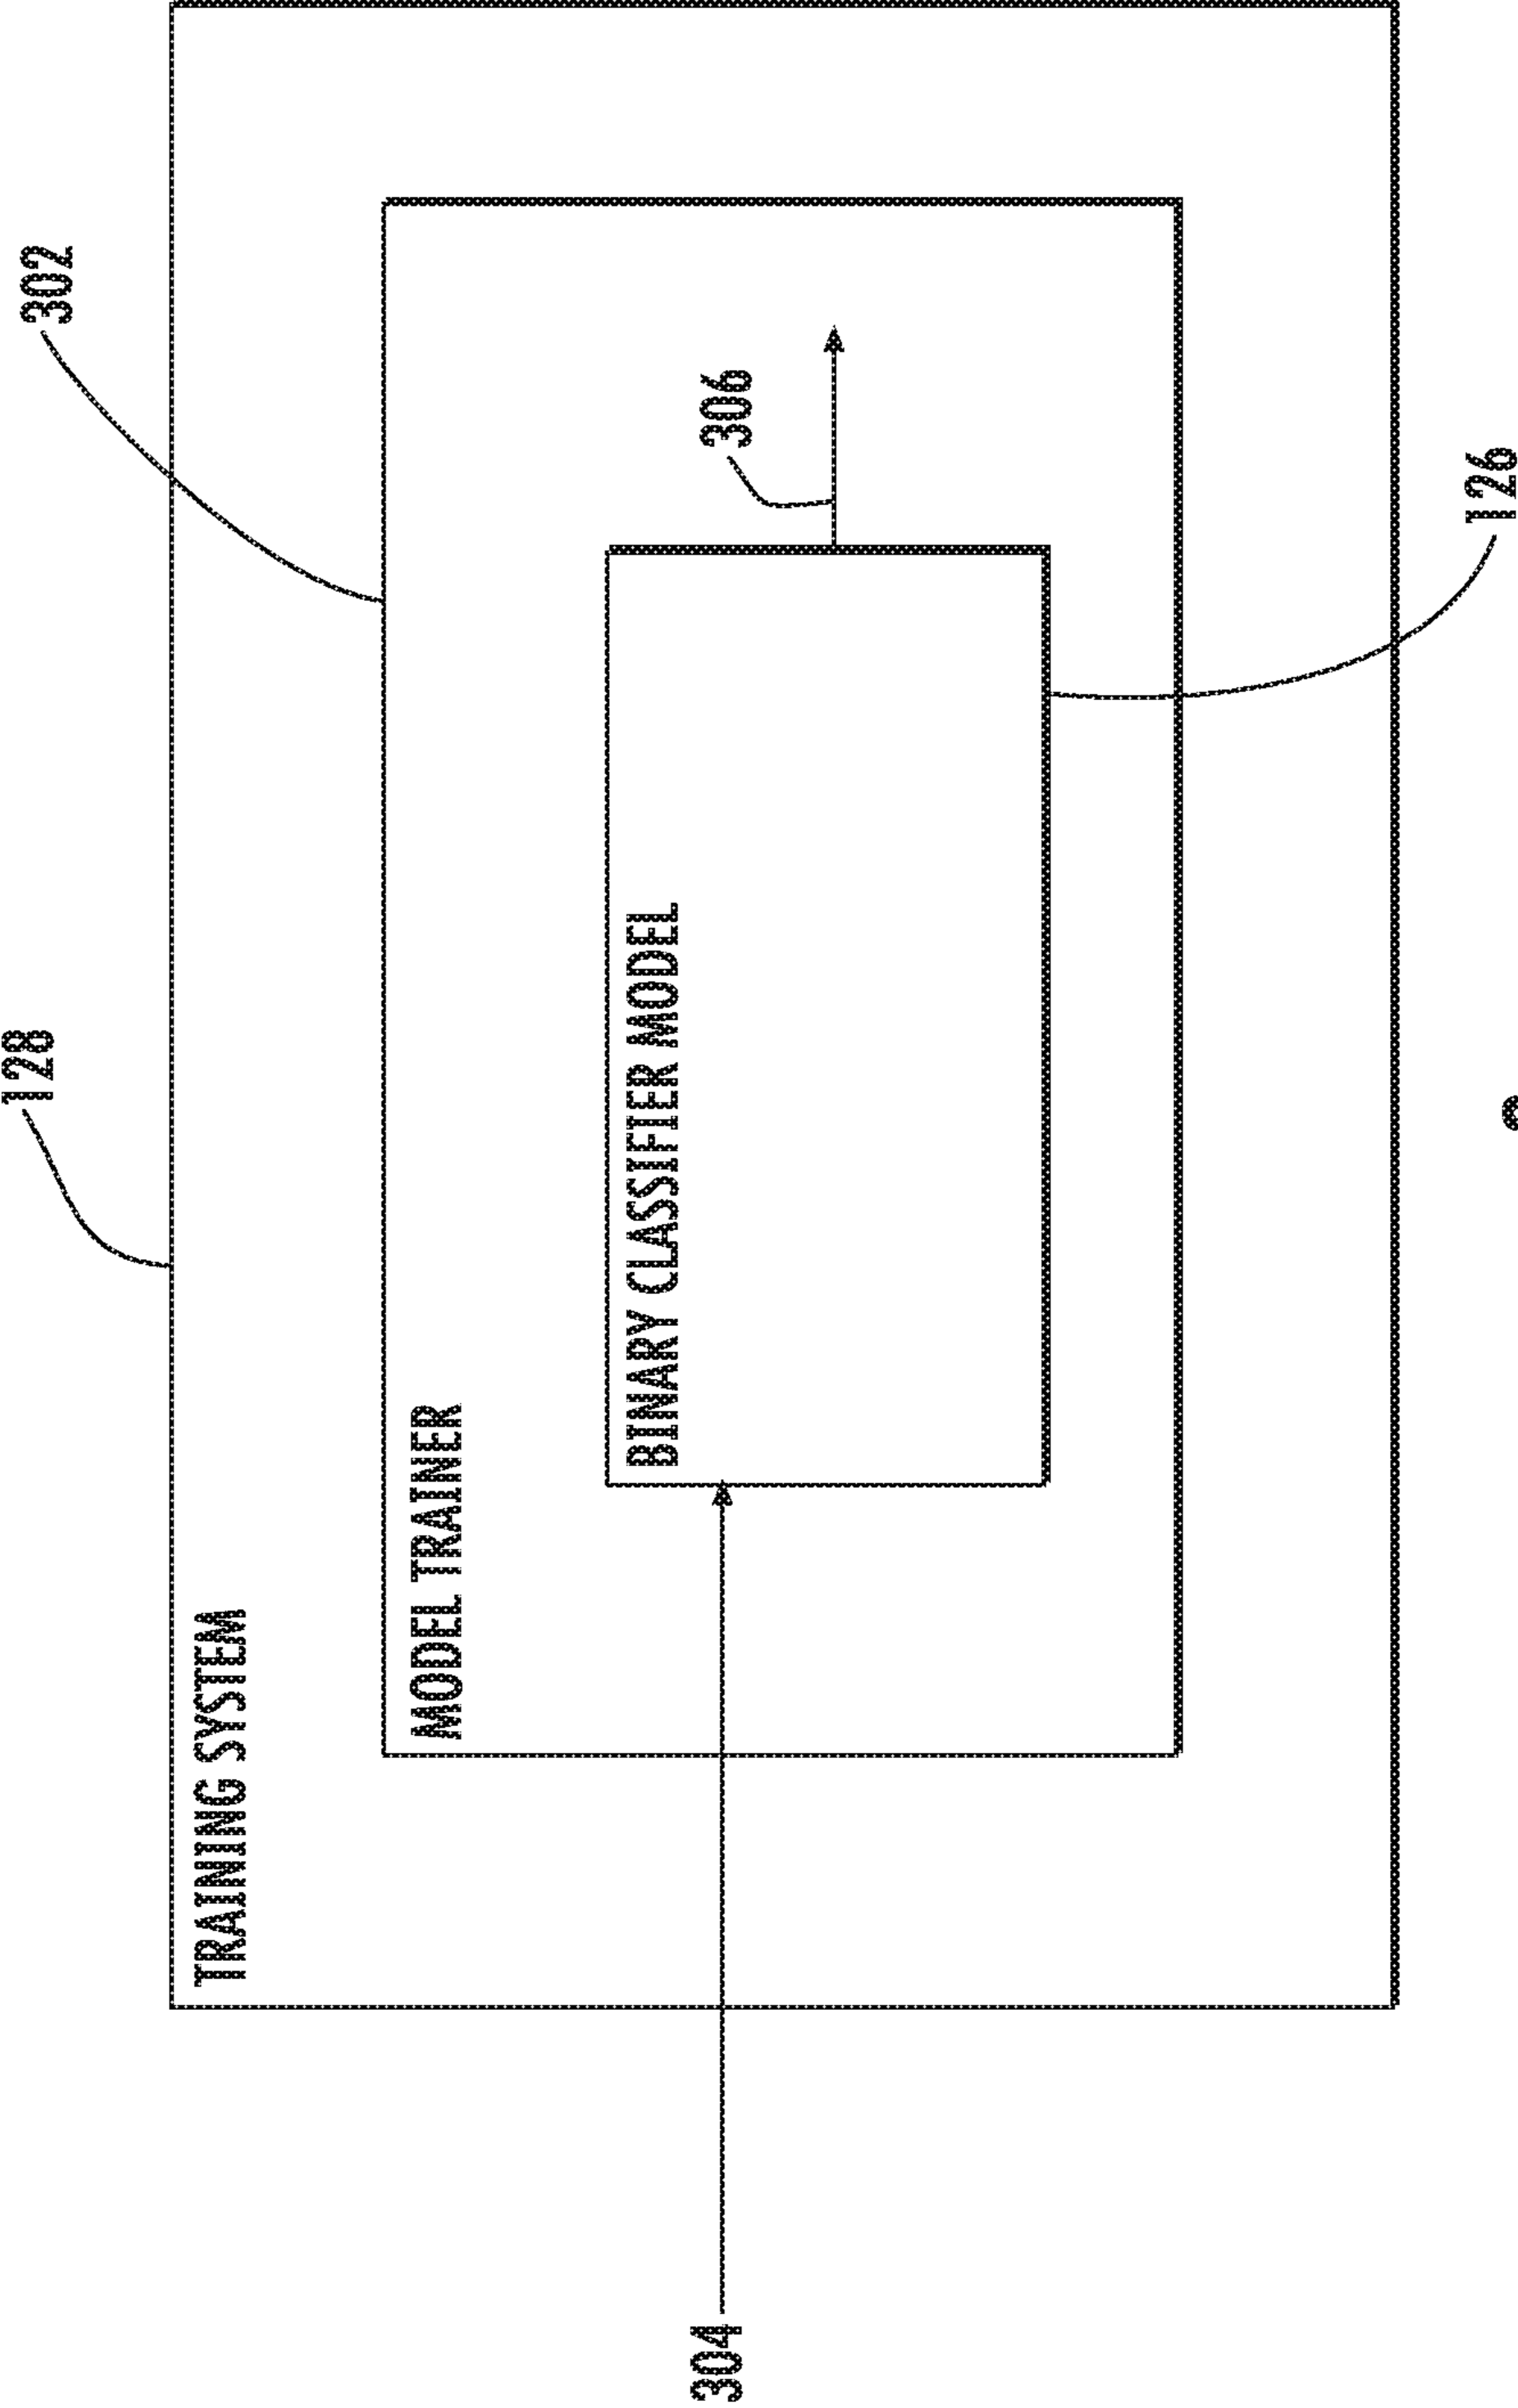 128
302
TRAINING SYSTEM
MODEL TRAINER
BINARY CLASSIFIER MODEL
304
306
126